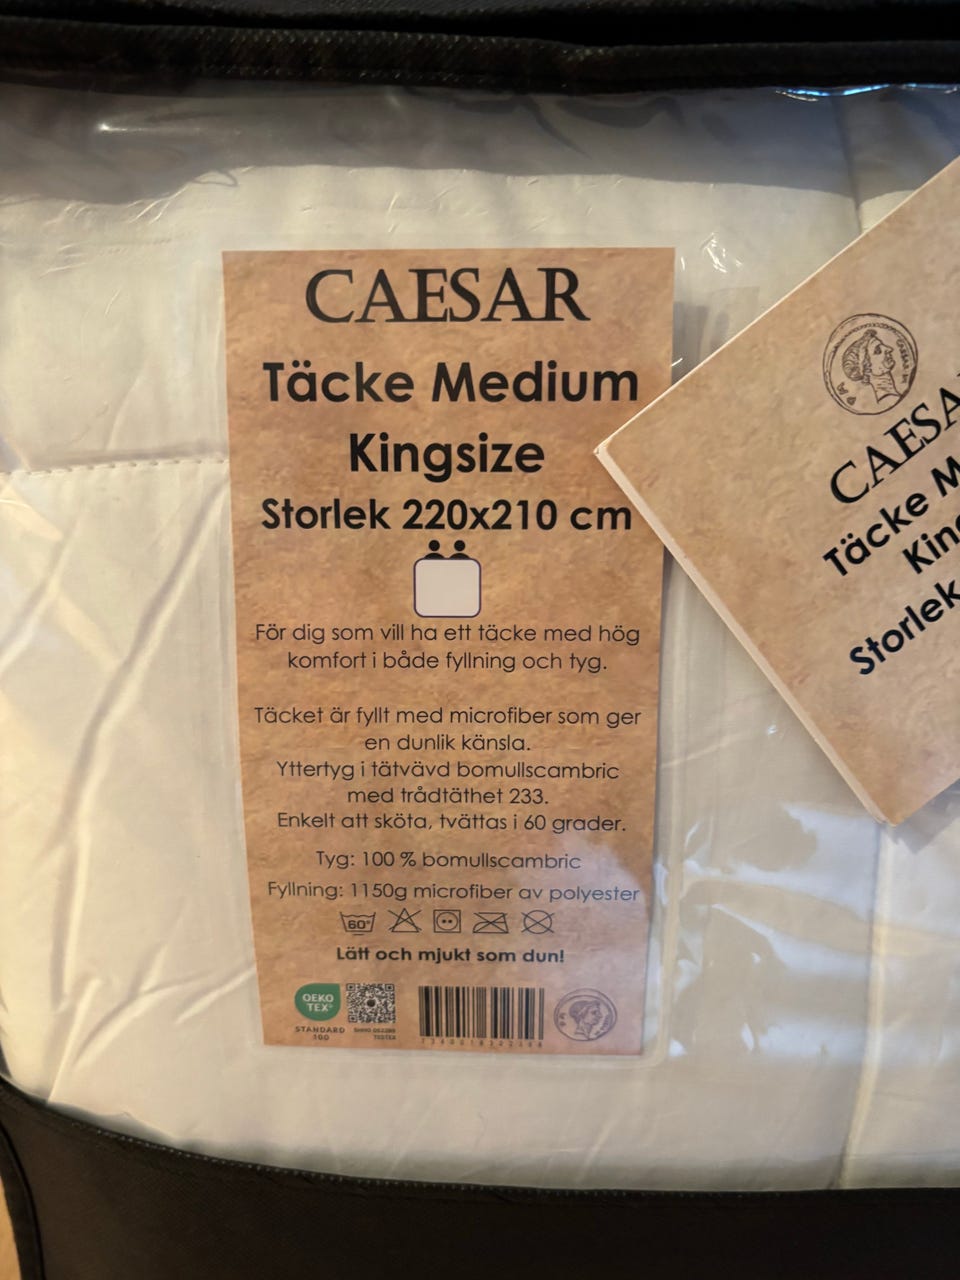 CAESAR
Täcke Medium
Kingsize
Storlek 220x210 cm
För dig som vill ha ett täcke med hög
komfort i både fyllning och tyg.
Täcket är fyllt med microfiber som ger
en dunlik känsla.
Yttertyg i tätvävd bomullscambric
med trådtäthet 233.
Enkelt att sköta, tvättas i 60 grader.
Tyg: 100 % bomullscambric
Fyllning: 1150g microfiber av polyester
60°
Lätt och mjukt som dun!
OEKO
TEX®
STANDARD
100
TESTEX
CAESA
Täcke M
King
Storlek